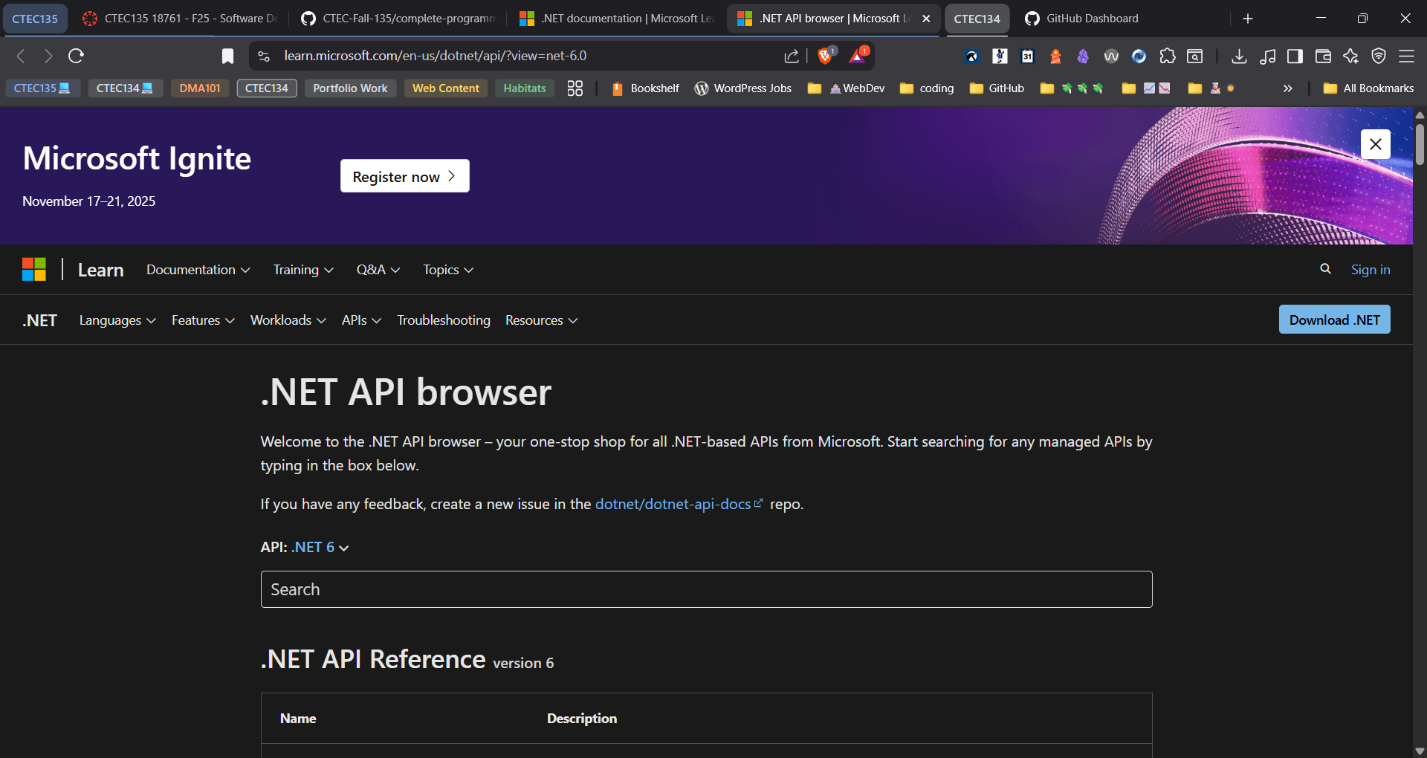 CTEC135 CTEC135 18761 - F25 - Software De CTEC-Fall-135/complete-programm .NET documentation | Microsoft Le .NET API browser | Microsoft L CTEC134 GitHub Dashboard
learn.microsoft.com/en-us/dotnet/api/?view=net-6.0 1 1 31
CTEC135 CTEC134 DMA101 CTEC134 Portfolio Work Web Content Habitats Bookshelf WordPress Jobs WebDev coding GitHub » All Bookmarks
Microsoft Ignite
Register now
November 17–21, 2025
Learn Documentation Training Q&A Topics Sign in
.NET Languages Features Workloads APIs Troubleshooting Resources Download .NET
.NET API browser
Welcome to the .NET API browser – your one-stop shop for all .NET-based APIs from Microsoft. Start searching for any managed APIs by
typing in the box below.
If you have any feedback, create a new issue in the dotnet/dotnet-api-docs repo.
API: .NET 6
Search
.NET API Reference version 6
Name Description